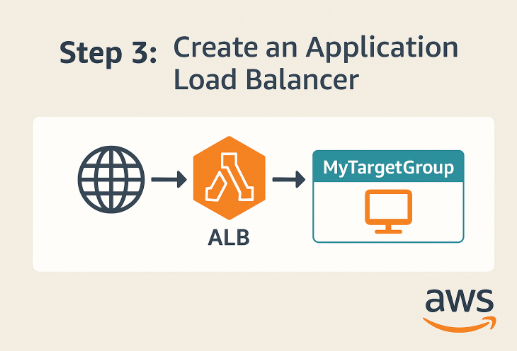 Step 3: Create an Application
Load Balancer
MyTargetGroup
ALB
aws